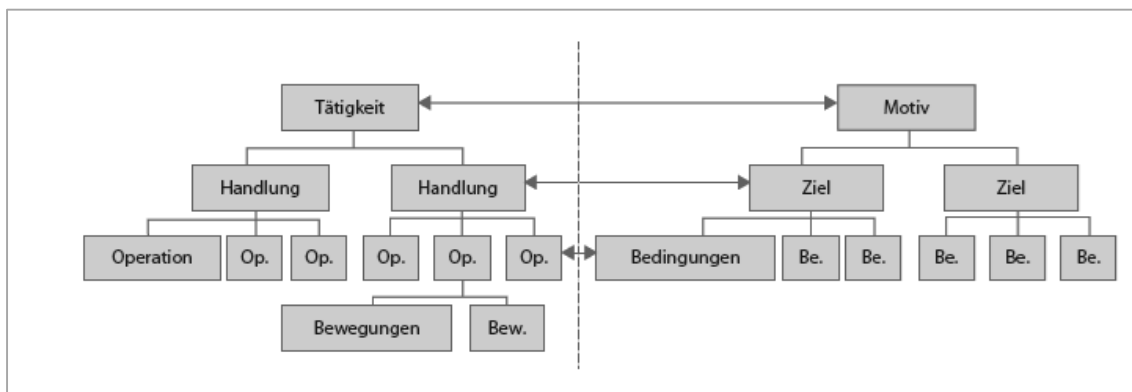 Tätigkeit
Motiv
Handlung
Handlung
Ziel
Ziel
Operation
Op.
Op.
Op.
Op.
Op.
Bedingungen
Be.
Be.
Be.
Be.
Be.
Bewegungen
Bew.